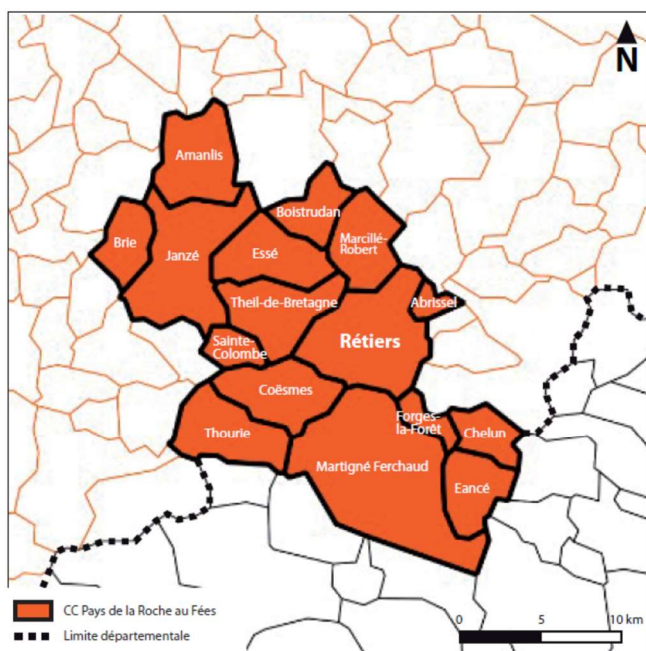 N
Amanlis
Boistrudan
Brie
Janzé
Essé
Marcillé-
Robert
Theil-de-Bretagne
Abrissel
Sainte-
Colombe
Rétiers
Coësmes
Forges-
la-Forêt
Chelun
Thourie
Martigné Ferchaud
Eancé
CC Pays de la Roche au Fées
Limite départementale
0 5 10 km